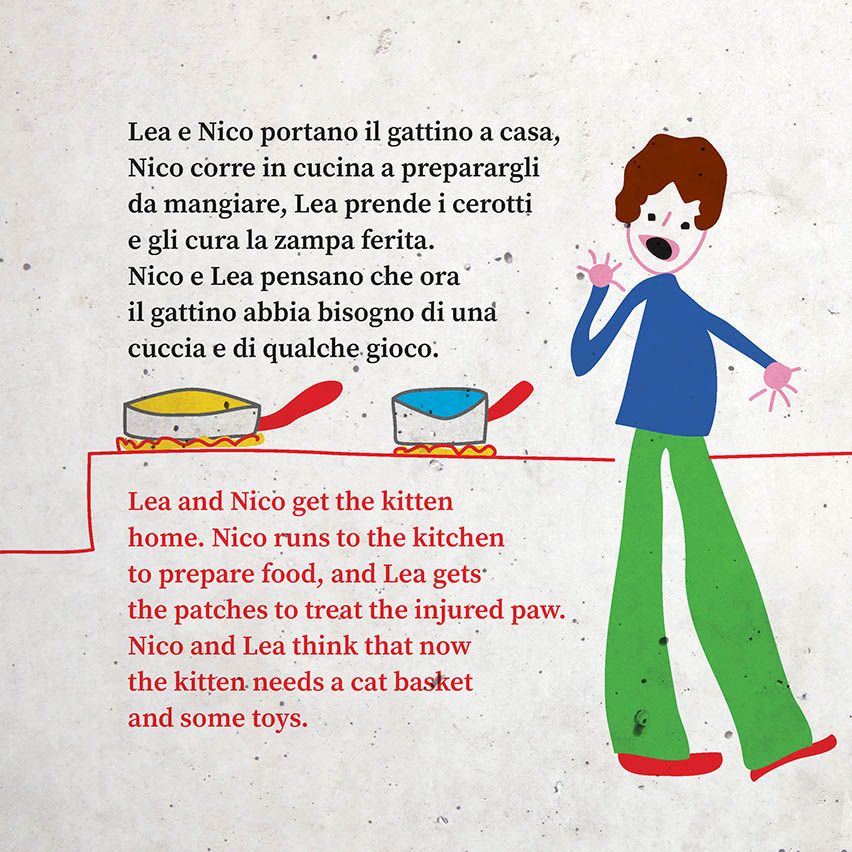 Lea e Nico portano il gattino a casa,
Nico corre in cucina a preparargli
da mangiare, Lea prende i cerotti
e gli cura la zampa ferita.
Nico e Lea pensano che ora
il gattino abbia bisogno di una
cuccia e di qualche gioco.
Lea and Nico get the kitten
home. Nico runs to the kitchen
to prepare food, and Lea gets
the patches to treat the injured paw.
Nico and Lea think that now
the kitten needs a cat basket
and some toys.